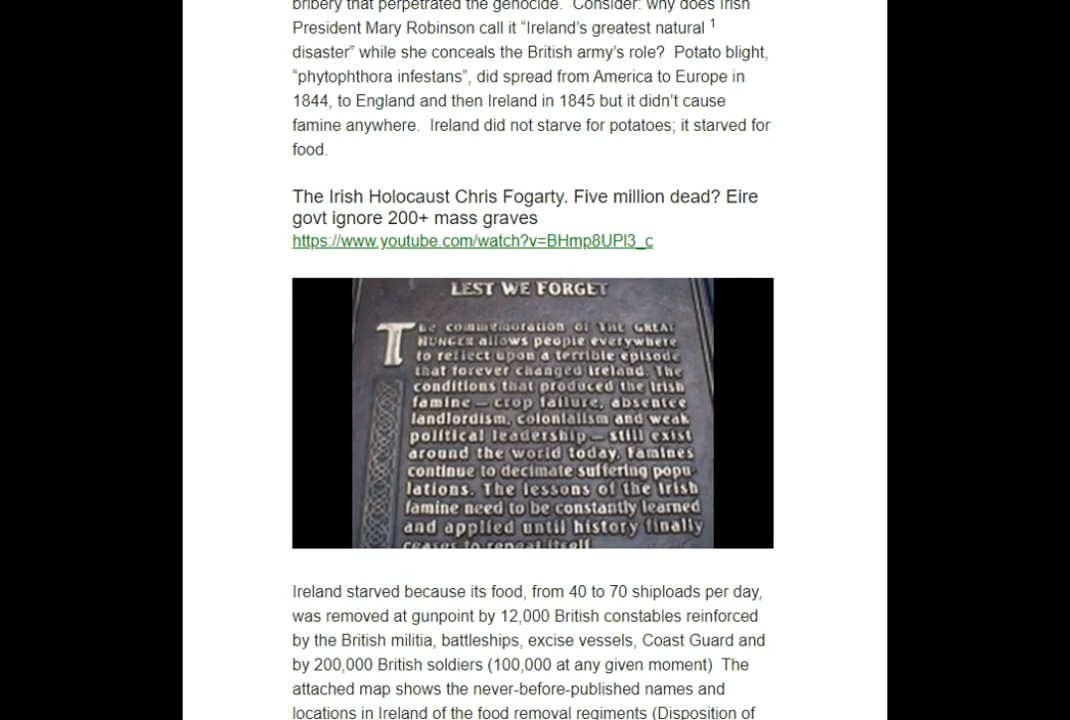 bribery that perpetrated the genocide. Consider: why does Irish
President Mary Robinson call it “Ireland’s greatest natural 1
disaster” while she conceals the British army’s role? Potato blight,
“phytophthora infestans”, did spread from America to Europe in
1844, to England and then Ireland in 1845 but it didn’t cause
famine anywhere. Ireland did not starve for potatoes; it starved for
food.
The Irish Holocaust Chris Fogarty. Five million dead? Eire
govt ignore 200+ mass graves
https://www.youtube.com/watch?v=BHmp8UPl3_c
LEST WE FORGET
The commemoration of THE GREAT
HUNGER allows people everywhere
to reflect upon a terrible episode
that forever changed Ireland. The
conditions that produced the Irish
famine – crop failure, absentee
landlordism, colonialism and weak
political leadership – still exist
around the world today. Famines
continue to decimate suffering popu-
lations. The lessons of the Irish
famine need to be constantly learned
and applied until history finally
ceases to repeat itself.
Ireland starved because its food, from 40 to 70 shiploads per day,
was removed at gunpoint by 12,000 British constables reinforced
by the British militia, battleships, excise vessels, Coast Guard and
by 200,000 British soldiers (100,000 at any given moment) The
attached map shows the never-before-published names and
locations in Ireland of the food removal regiments (Disposition of